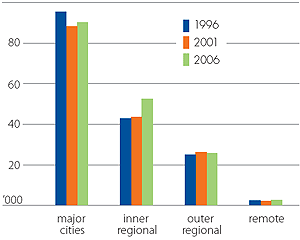 1996
2001
2006
80
60
40
20
'000
major cities
inner regional
outer regional
remote